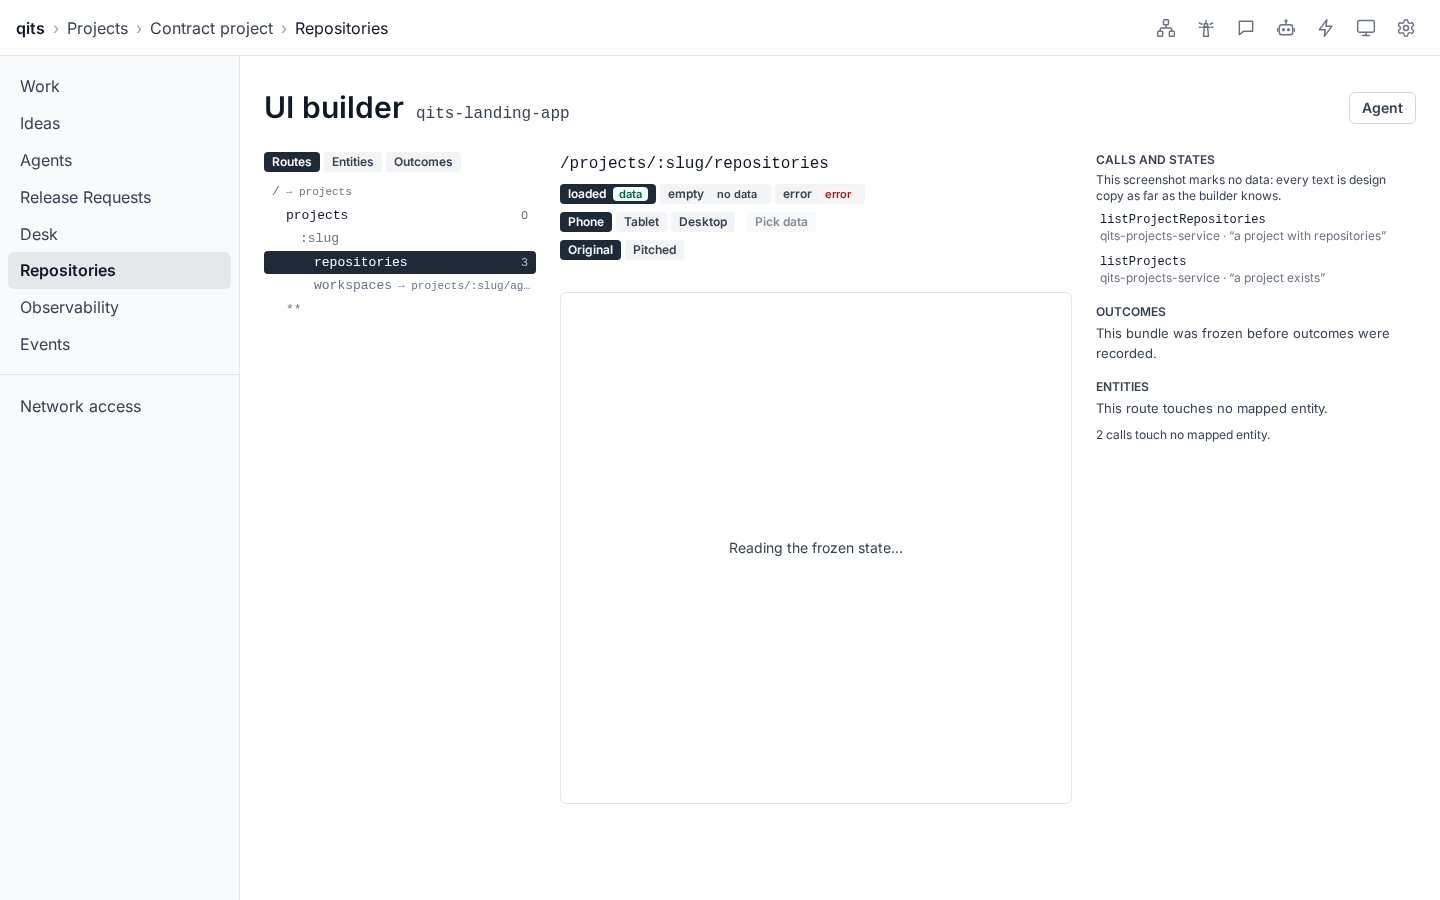 qits › Projects › Contract project › Repositories
Work
Ideas
Agents
Release Requests
Desk
Repositories
Observability
Events
Network access
UI builder qits-landing-app
Agent
Routes Entities Outcomes
/ → projects
projects 0
:slug
repositories 3
workspaces → projects/:slug/ag…
**
/projects/:slug/repositories
loaded data empty no data error error
Phone Tablet Desktop Pick data
Original Pitched
Reading the frozen state…
CALLS AND STATES
This screenshot marks no data: every text is design
copy as far as the builder knows.
listProjectRepositories
qits-projects-service · “a project with repositories”
listProjects
qits-projects-service · “a project exists”
OUTCOMES
This bundle was frozen before outcomes were
recorded.
ENTITIES
This route touches no mapped entity.
2 calls touch no mapped entity.